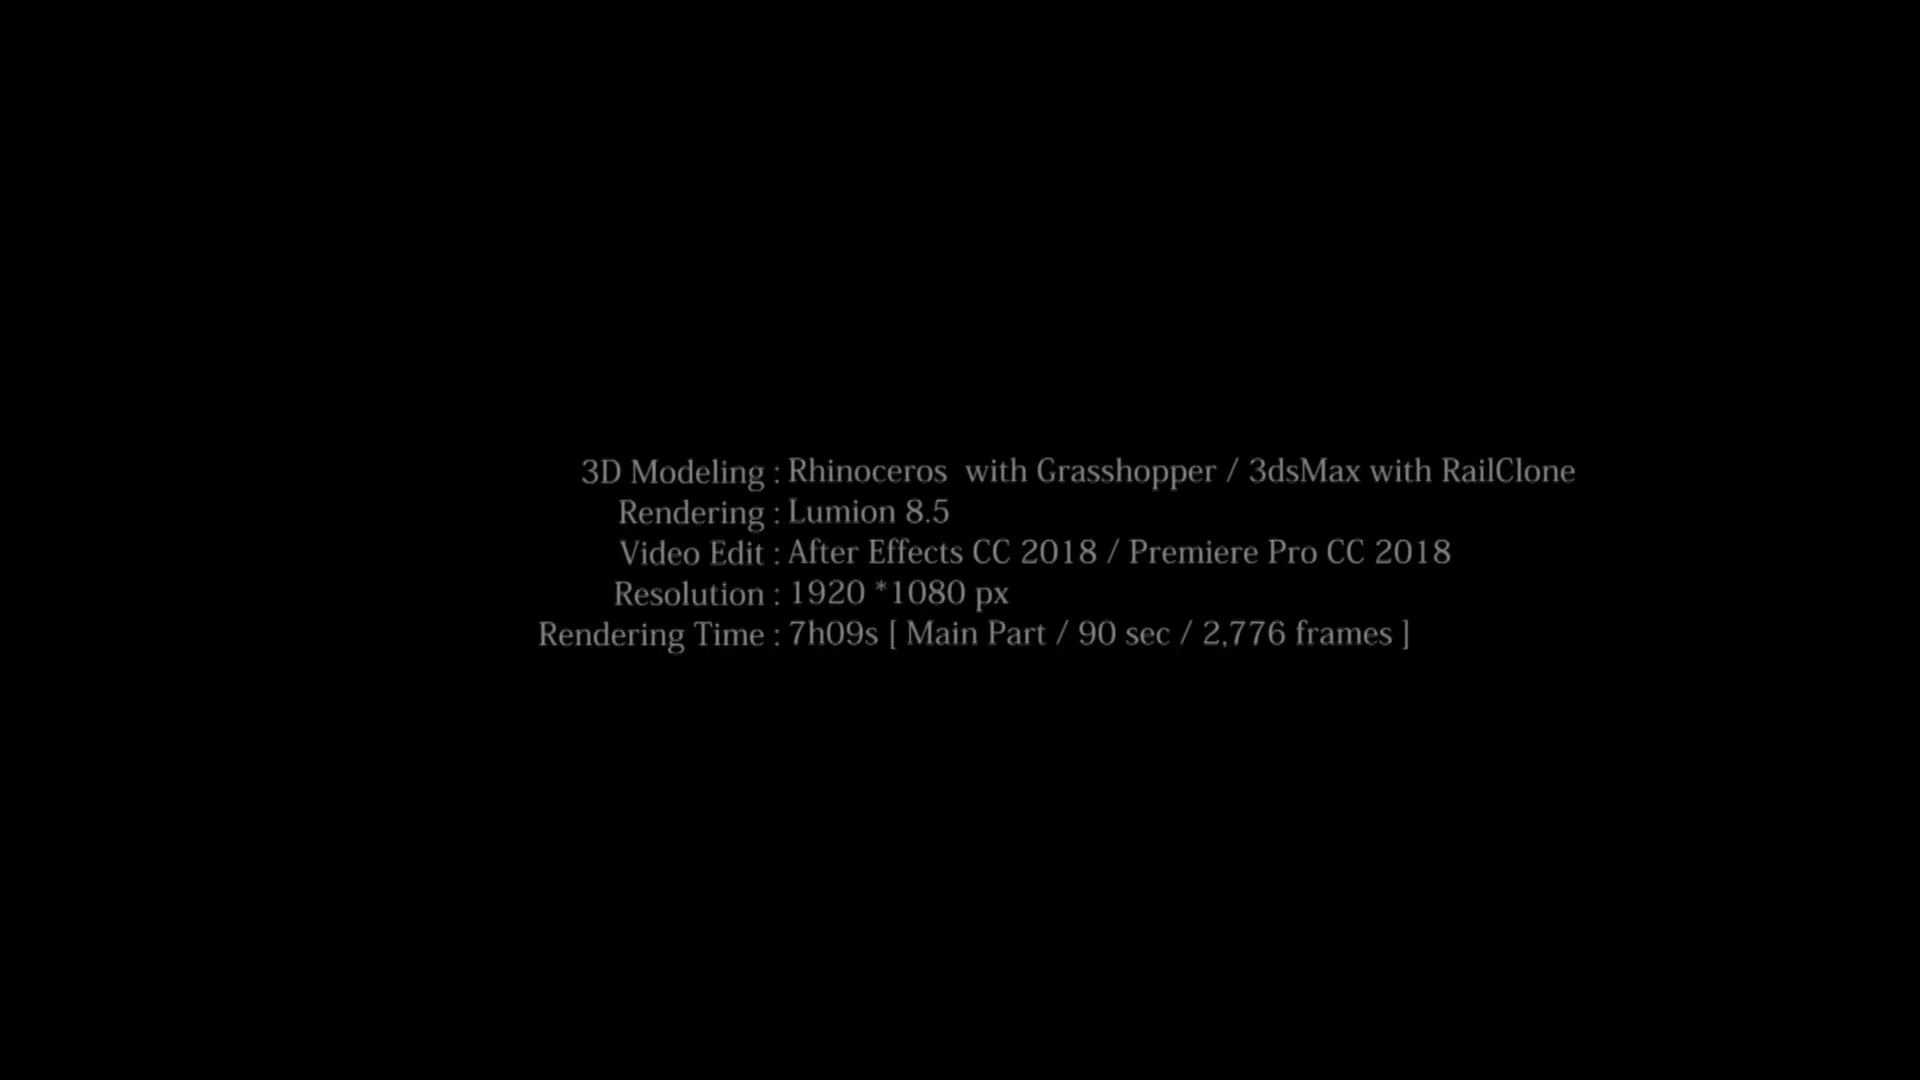 3D Modeling : Rhinoceros with Grasshopper / 3dsMax with RailClone
Rendering : Lumion 8.5
Video Edit : After Effects CC 2018 / Premiere Pro CC 2018
Resolution : 1920 *1080 px
Rendering Time : 7h09s [ Main Part / 90 sec / 2,776 frames ]